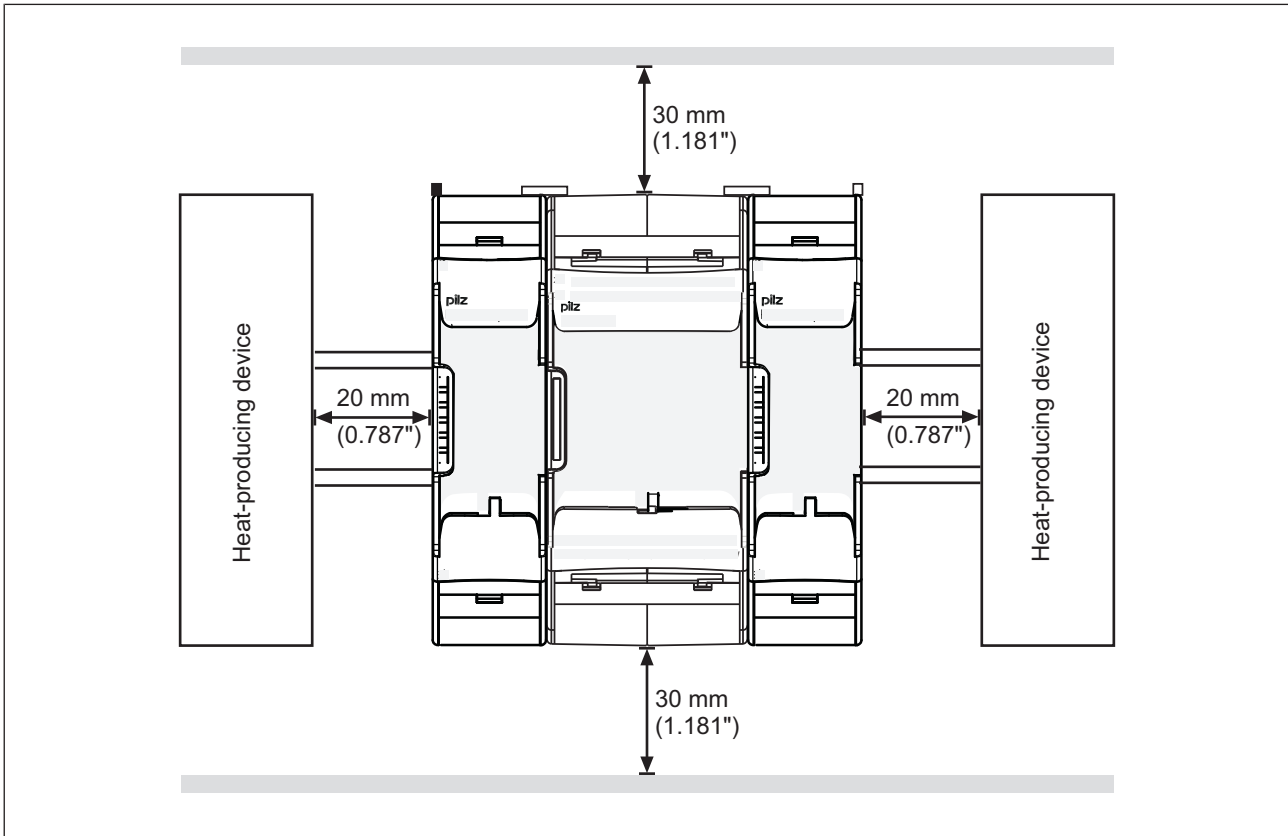 30 mm
(1.181")
Heat-producing device
20 mm
(0.787")
pilz
pilz
pilz
20 mm
(0.787")
Heat-producing device
30 mm
(1.181")